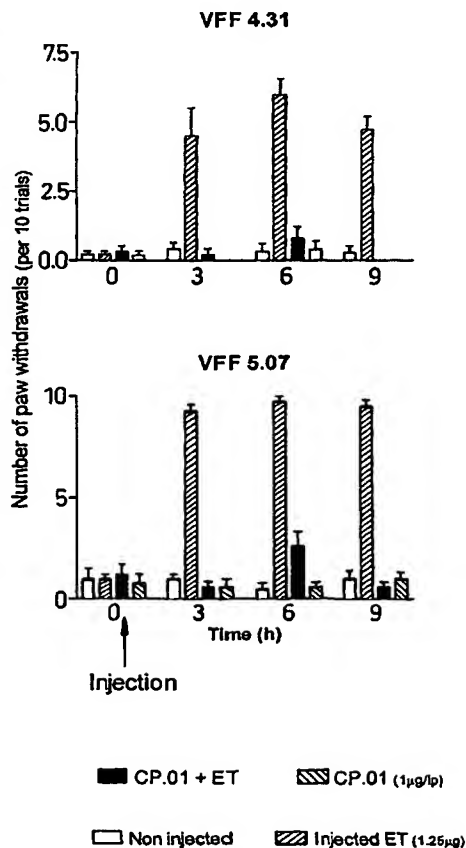 VFF 4.31
Number of paw withdrawals (per 10 trials)
7.5
5.0
2.5
0.0
0 3 6 9
VFF 5.07
10
5
0
0 3 6 9
Time (h)
Injection
CP.01 + ET CP.01 (1µg/ip)
Non injected Injected ET (1.25µg)